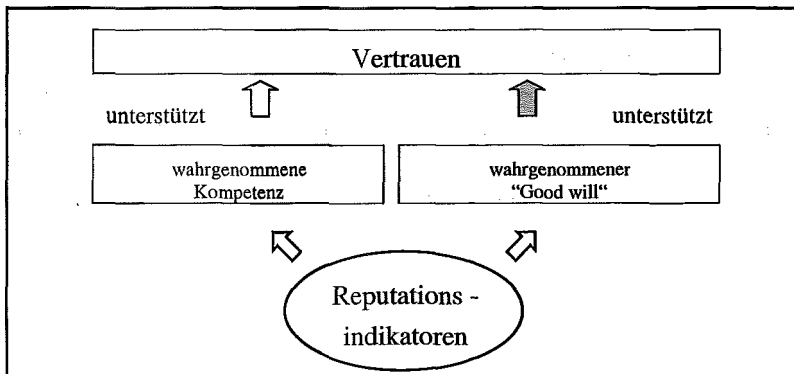 Vertrauen
unterstützt
unterstützt
wahrgenommene
Kompetenz
wahrgenommener
"Good will“
Reputations -
indikatoren